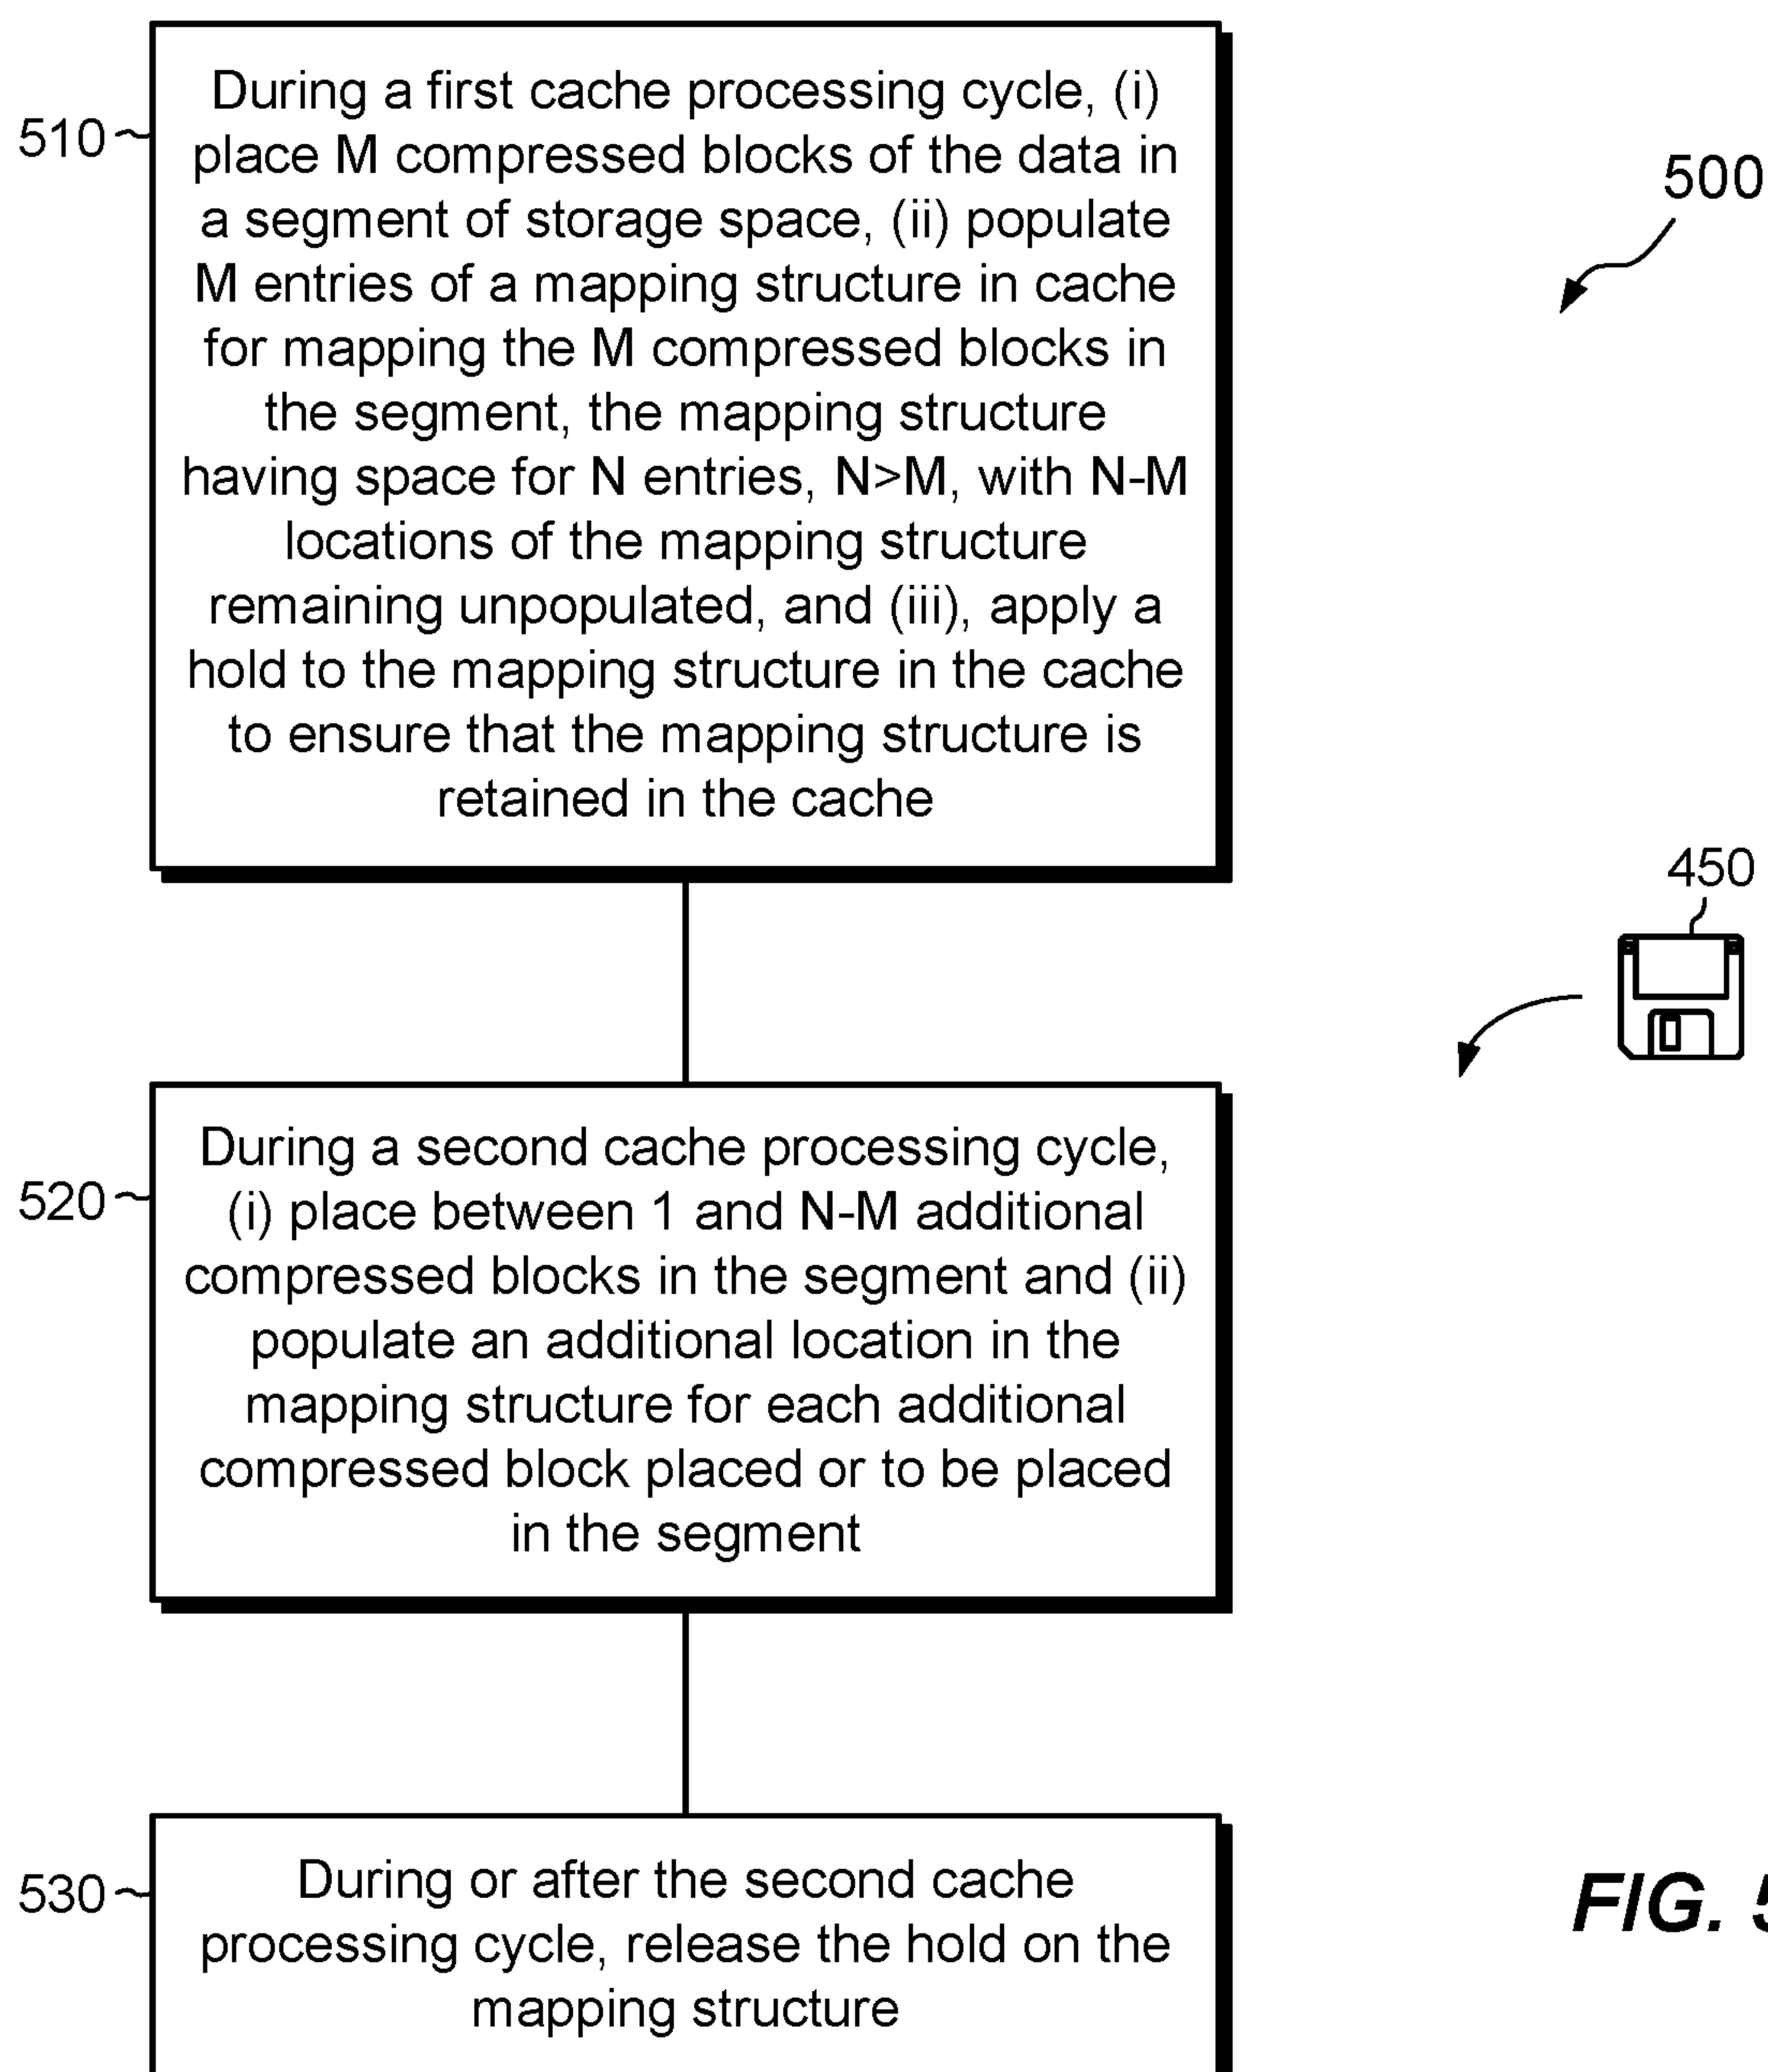 510
During a first cache processing cycle, (i)
place M compressed blocks of the data in
a segment of storage space, (ii) populate
M entries of a mapping structure in cache
for mapping the M compressed blocks in
the segment, the mapping structure
having space for N entries, N>M, with N-M
locations of the mapping structure
remaining unpopulated, and (iii), apply a
hold to the mapping structure in the cache
to ensure that the mapping structure is
retained in the cache
500
450
520
During a second cache processing cycle,
(i) place between 1 and N-M additional
compressed blocks in the segment and (ii)
populate an additional location in the
mapping structure for each additional
compressed block placed or to be placed
in the segment
530
During or after the second cache
processing cycle, release the hold on the
mapping structure
FIG. 5